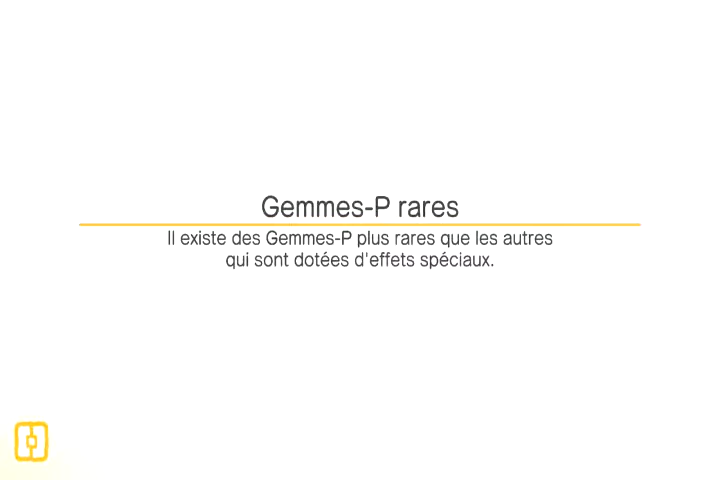 Gemmes-P rares
Il existe des Gemmes-P plus rares que les autres
qui sont dotées d'effets spéciaux.